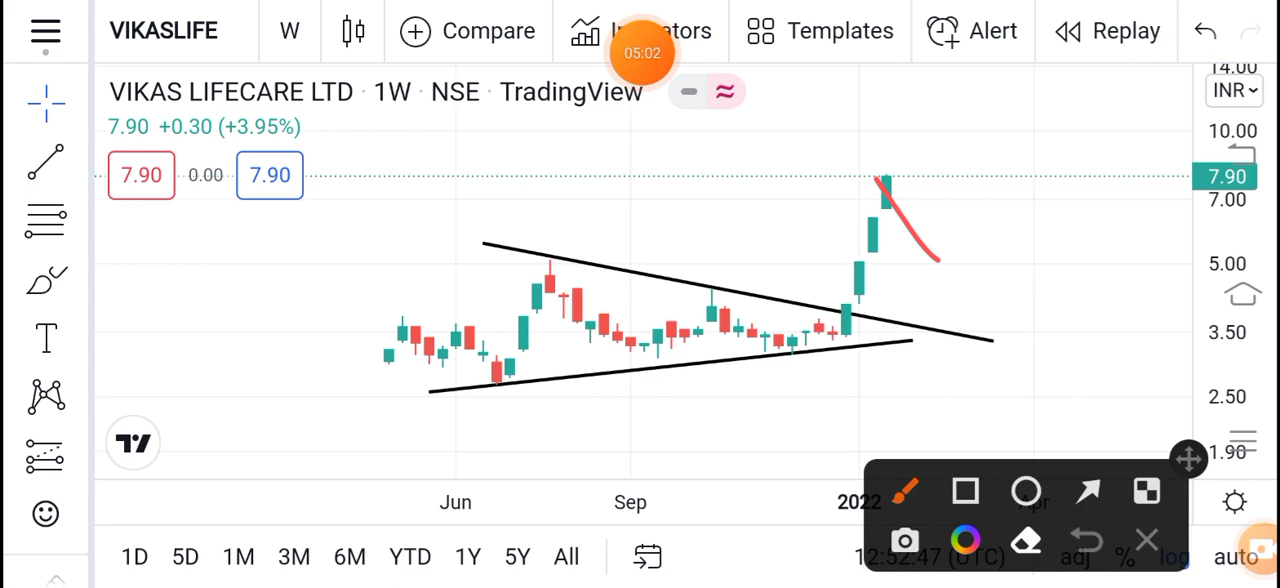 VIKASLIFE W Compare Indicators Templates Alert Replay
05:02
VIKAS LIFECARE LTD · 1W · NSE · TradingView
7.90 +0.30 (+3.95%)
7.90 0.00 7.90
14.00
INR
10.00
7.90
7.00
5.00
3.50
2.50
1.90
Jun Sep 2022 Apr
1D 5D 1M 3M 6M YTD 1Y 5Y All 12:52:47 (UTC) adj % log auto